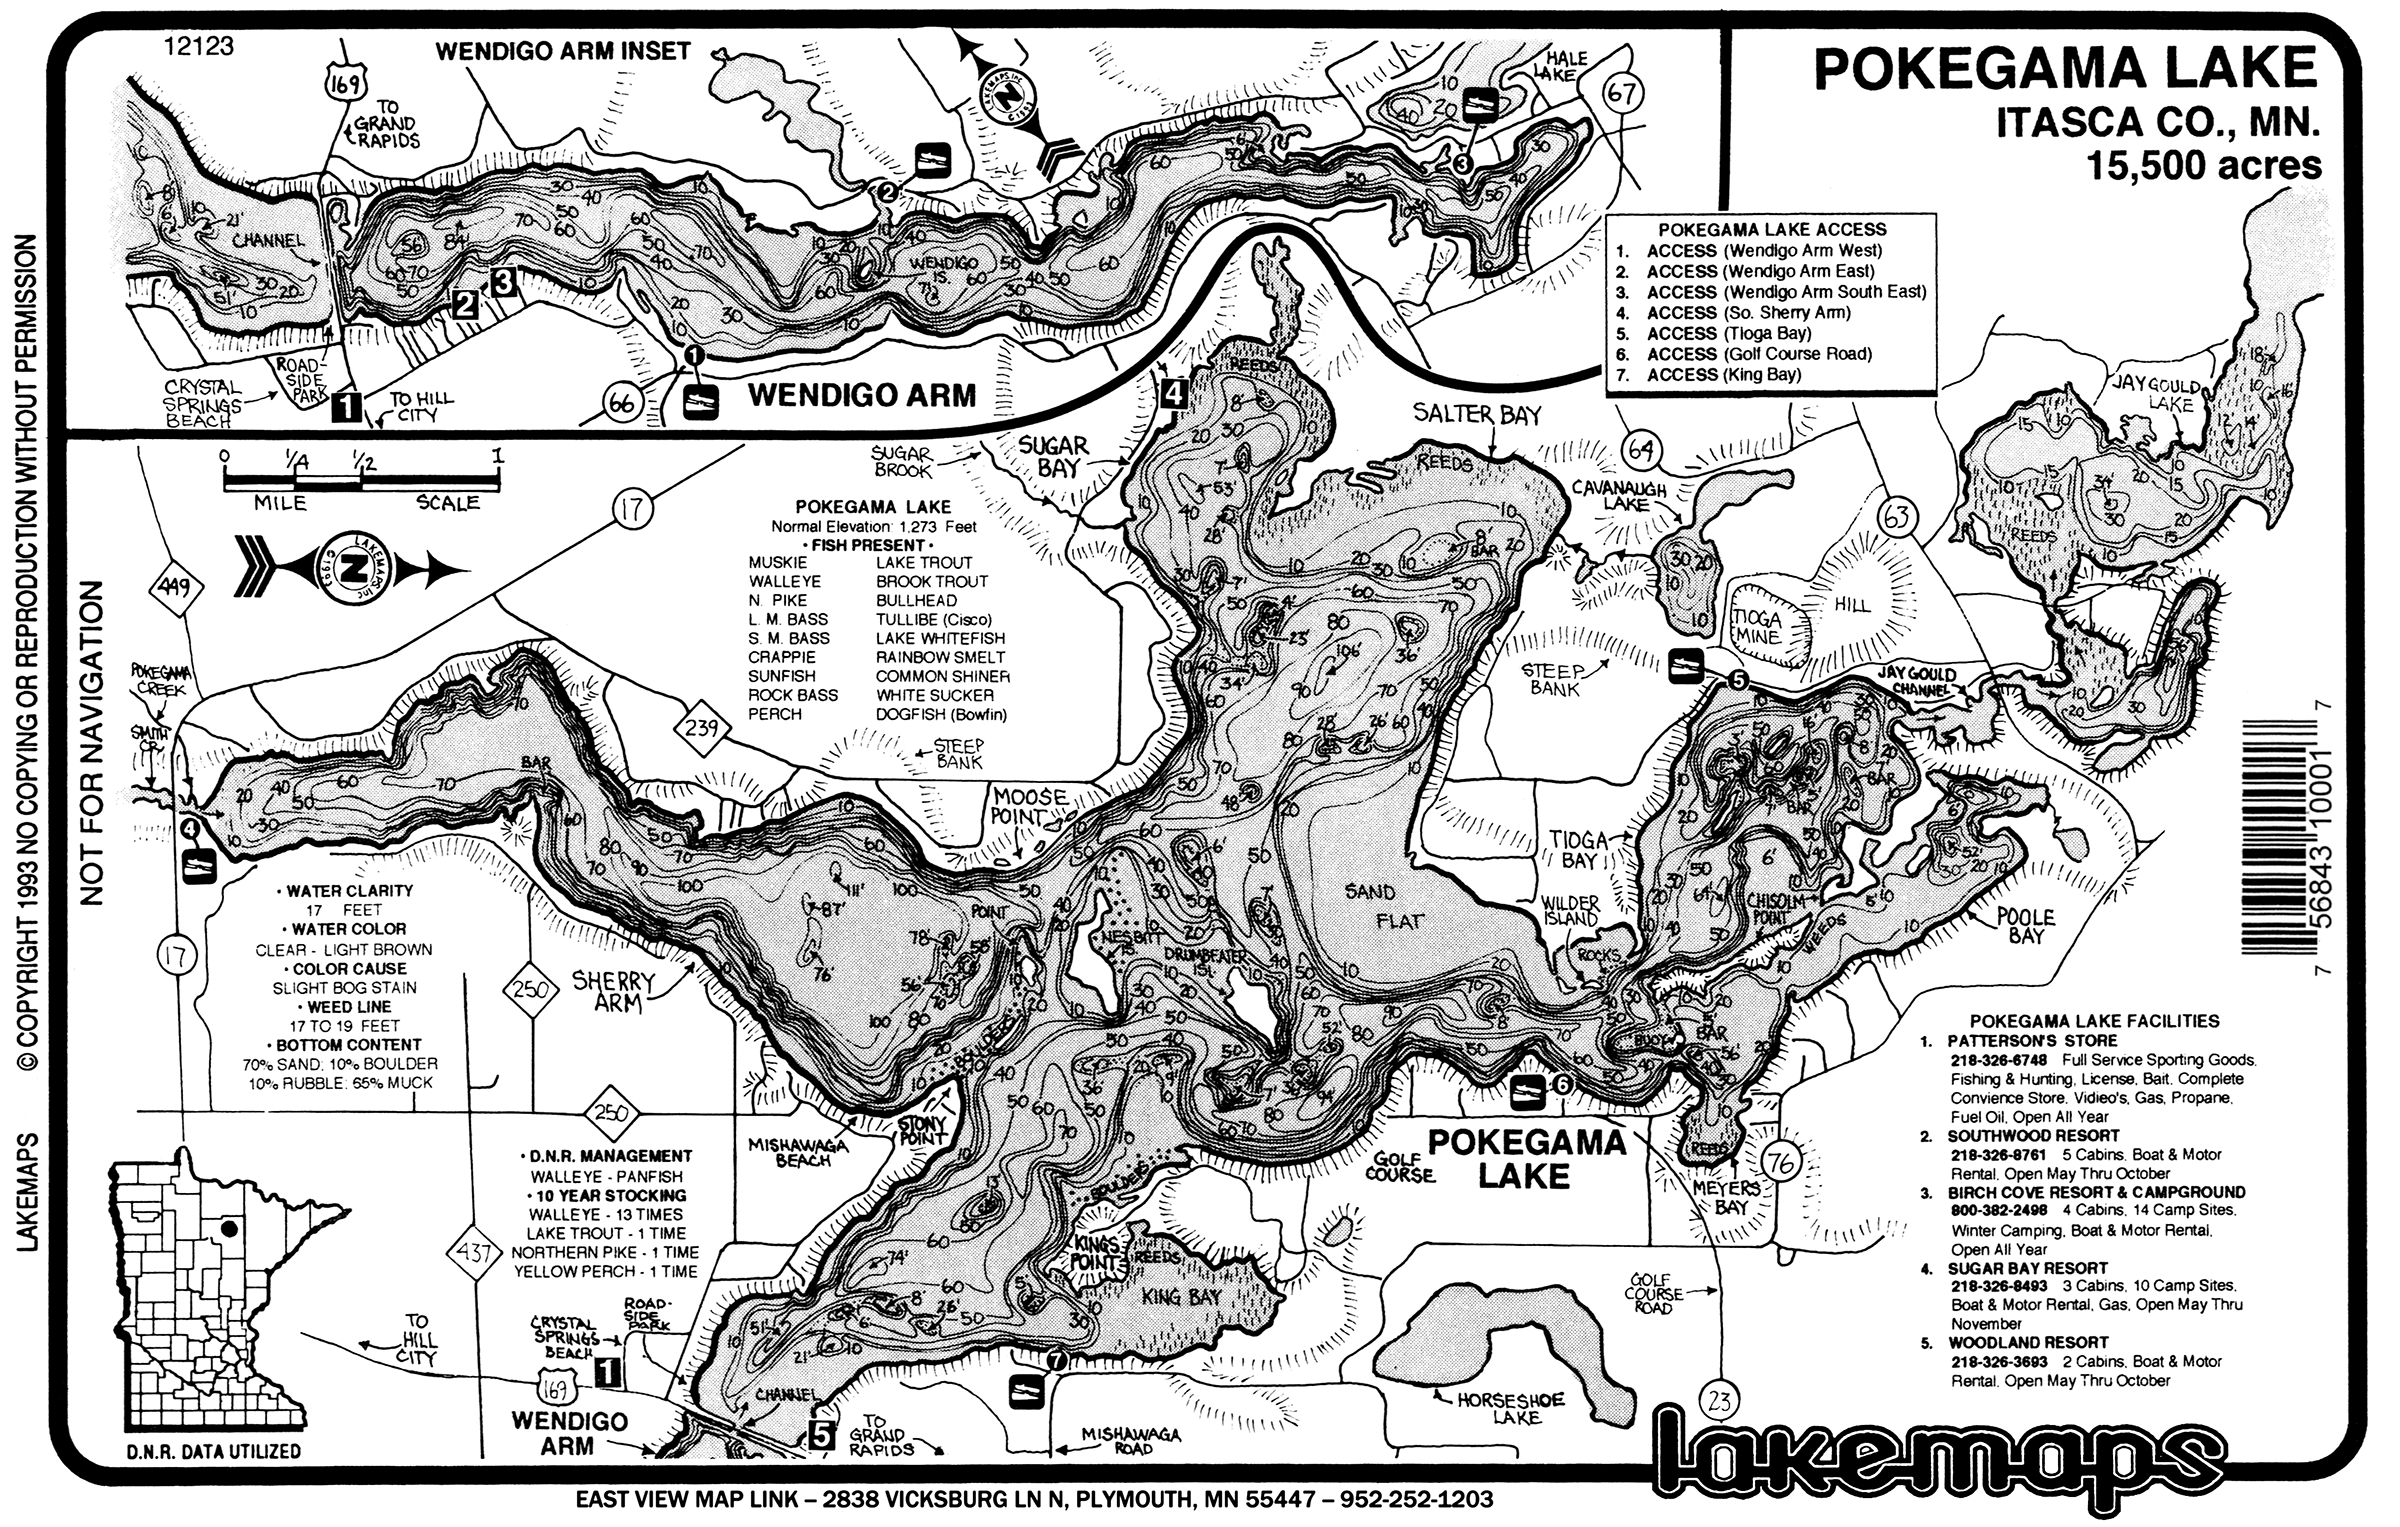 12123
WENDIGO ARM INSET
POKEGAMA LAKE
ITASCA CO., MN.
15,500 acres
169
TO
GRAND
RAPIDS
HALE
LAKE
67
CHANNEL
WENDIGO
IS.
ROAD-
SIDE
PARK
CRYSTAL
SPRINGS
BEACH
1
TO HILL
CITY
2
3
66
WENDIGO ARM
POKEGAMA LAKE ACCESS
1. ACCESS (Wendigo Arm West)
2. ACCESS (Wendigo Arm East)
3. ACCESS (Wendigo Arm South East)
4. ACCESS (So. Sherry Arm)
5. ACCESS (Tioga Bay)
6. ACCESS (Golf Course Road)
7. ACCESS (King Bay)
0 1/4 1/2 1
MILE SCALE
LAKEMAPS Inc
©1993
N
17
449
SUGAR
BROOK
SUGAR
BAY
4
REEDS
SALTER BAY
REEDS
64
CAVANAUGH
LAKE
63
JAY GOULD
LAKE
REEDS
TIOGA
MINE
HILL
STEEP
BANK
JAY GOULD
CHANNEL
POKEGAMA LAKE
Normal Elevation: 1,273 Feet
• FISH PRESENT •
MUSKIE LAKE TROUT
WALLEYE BROOK TROUT
N. PIKE BULLHEAD
L. M. BASS TULLIBE (Cisco)
S. M. BASS LAKE WHITEFISH
CRAPPIE RAINBOW SMELT
SUNFISH COMMON SHINER
ROCK BASS WHITE SUCKER
PERCH DOGFISH (Bowfin)
STEEP
BANK
239
POKEGAMA
CREEK
SMITH
CR.
BAR
MOOSE
POINT
POINT
NESBITT
IS.
DRUMBEATER
ISL.
SAND
FLAT
TIOGA
BAY
WILDER
ISLAND
ROCKS
CHISOLM
POINT
WEEDS
BAR
BAR
POOLE
BAY
BUOY
BAR
• WATER CLARITY
17 FEET
• WATER COLOR
CLEAR - LIGHT BROWN
• COLOR CAUSE
SLIGHT BOG STAIN
• WEED LINE
17 TO 19 FEET
• BOTTOM CONTENT
70% SAND: 10% BOULDER
10% RUBBLE: 65% MUCK
17
250
SHERRY
ARM
250
BOULDERS
STONY
POINT
MISHAWAGA
BEACH
• D.N.R. MANAGEMENT
WALLEYE - PANFISH
• 10 YEAR STOCKING
WALLEYE - 13 TIMES
LAKE TROUT - 1 TIME
NORTHERN PIKE - 1 TIME
YELLOW PERCH - 1 TIME
437
BOULDERS
KINGS
POINT
REEDS
KING BAY
GOLF
COURSE
POKEGAMA
LAKE
REEDS
MEYERS
BAY
76
GOLF
COURSE
ROAD
HORSESHOE
LAKE
23
TO
HILL
CITY
CRYSTAL
SPRINGS
BEACH
ROAD-
SIDE
PARK
1
169
WENDIGO
ARM
CHANNEL
5
TO
GRAND
RAPIDS
MISHAWAGA
ROAD
D.N.R. DATA UTILIZED
POKEGAMA LAKE FACILITIES
1. PATTERSON'S STORE
218-326-6748 Full Service Sporting Goods.
Fishing & Hunting, License, Bait, Complete
Convience Store, Vidieo's, Gas, Propane,
Fuel Oil, Open All Year
2. SOUTHWOOD RESORT
218-326-8761 5 Cabins, Boat & Motor
Rental, Open May Thru October
3. BIRCH COVE RESORT & CAMPGROUND
800-382-2498 4 Cabins, 14 Camp Sites,
Winter Camping, Boat & Motor Rental,
Open All Year
4. SUGAR BAY RESORT
218-326-8493 3 Cabins, 10 Camp Sites,
Boat & Motor Rental, Gas, Open May Thru
November
5. WOODLAND RESORT
218-326-3693 2 Cabins, Boat & Motor
Rental, Open May Thru October
7 56843 10001 7
lakemaps
LAKEMAPS © COPYRIGHT 1993 NO COPYING OR REPRODUCTION WITHOUT PERMISSION
NOT FOR NAVIGATION
EAST VIEW MAP LINK – 2838 VICKSBURG LN N, PLYMOUTH, MN 55447 – 952-252-1203